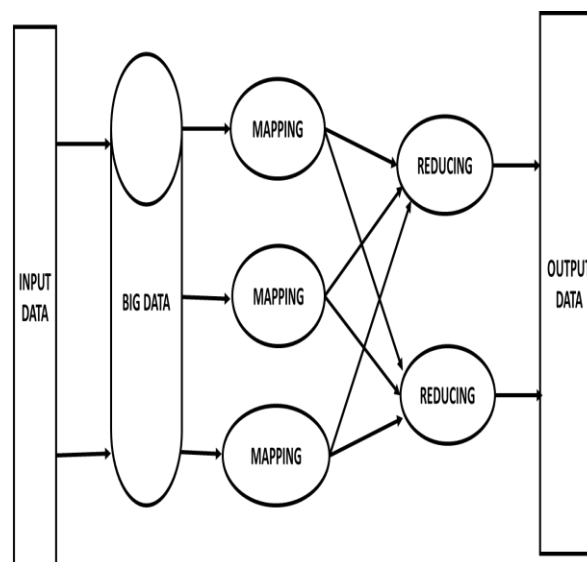 INPUT
DATA
BIG DATA
MAPPING
MAPPING
MAPPING
REDUCING
REDUCING
OUTPUT
DATA